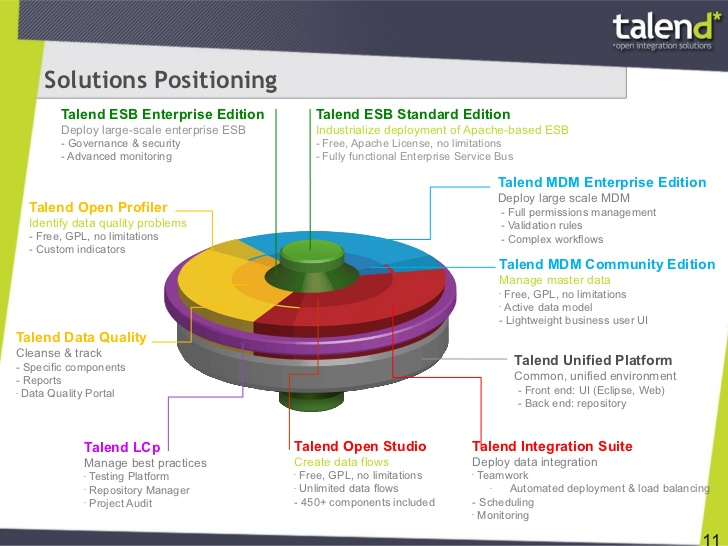 talend*
*open integration solutions
Solutions Positioning
Talend ESB Enterprise Edition
Deploy large-scale enterprise ESB
- Governance & security
- Advanced monitoring
Talend ESB Standard Edition
Industrialize deployment of Apache-based ESB
- Free, Apache License, no limitations
- Fully functional Enterprise Service Bus
Talend MDM Enterprise Edition
Deploy large scale MDM
- Full permissions management
- Validation rules
- Complex workflows
Talend Open Profiler
Identify data quality problems
- Free, GPL, no limitations
- Custom indicators
Talend MDM Community Edition
Manage master data
- Free, GPL, no limitations
- Active data model
- Lightweight business user UI
Talend Data Quality
Cleanse & track
- Specific components
- Reports
- Data Quality Portal
Talend Unified Platform
Common, unified environment
- Front end: UI (Eclipse, Web)
- Back end: repository
Talend LCp
Manage best practices
- Testing Platform
- Repository Manager
- Project Audit
Talend Open Studio
Create data flows
- Free, GPL, no limitations
- Unlimited data flows
- 450+ components included
Talend Integration Suite
Deploy data integration
- Teamwork
- Automated deployment & load balancing
- Scheduling
- Monitoring
11